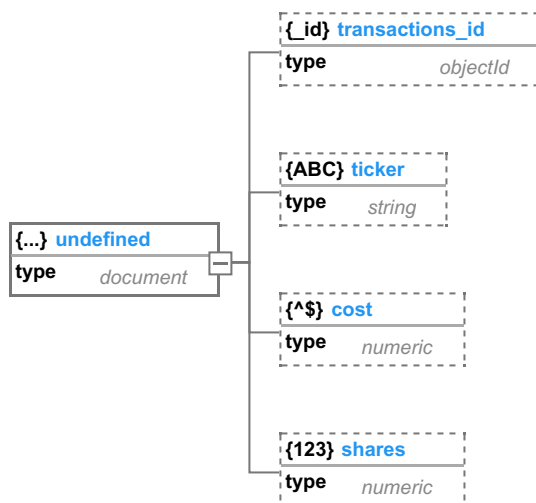 {_id} transactions_id
type objectId
{ABC} ticker
type string
{...} undefined
type document
{^$} cost
type numeric
{123} shares
type numeric